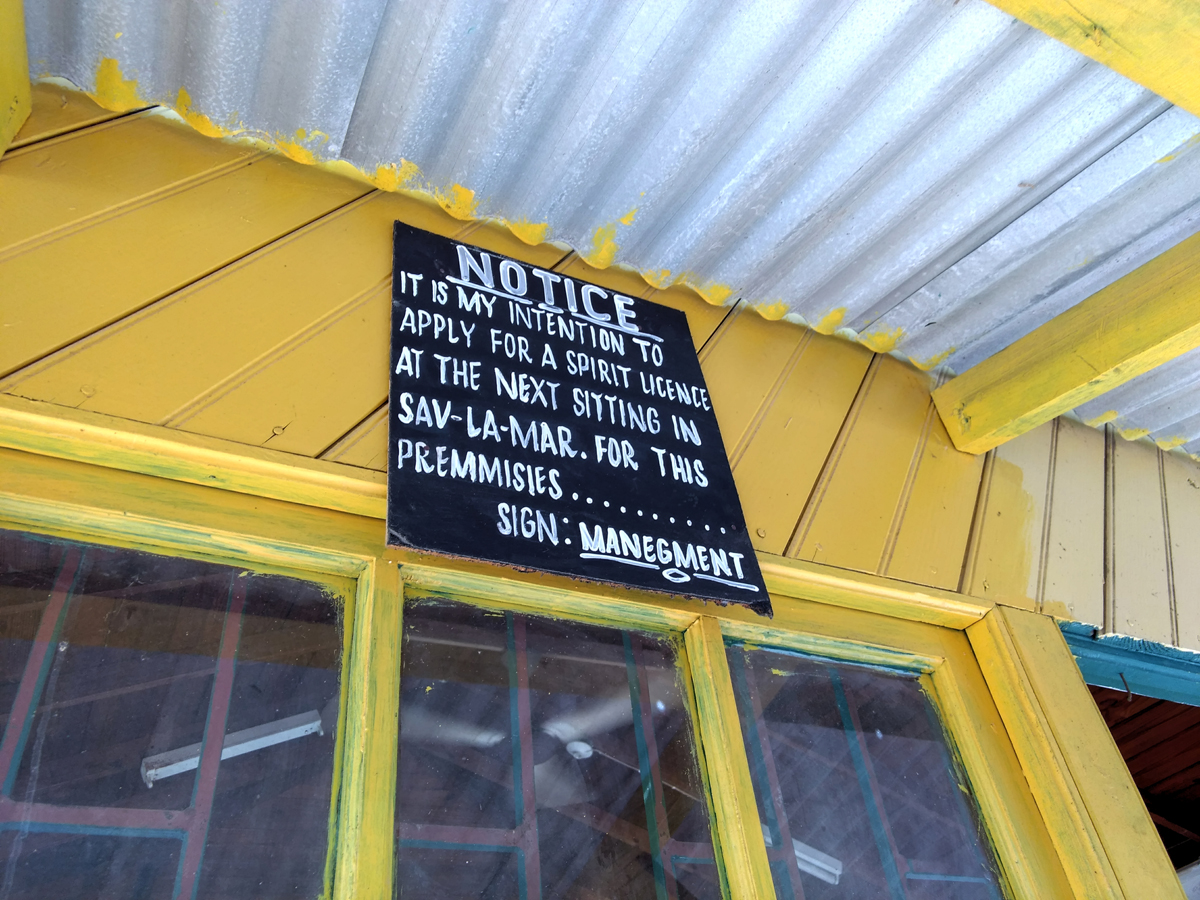 NOTICE
IT IS MY INTENTION TO
APPLY FOR A SPIRIT LICENCE
AT THE NEXT SITTING IN
SAV-LA-MAR. FOR THIS
PREMMISIES..........
SIGN: MANEGMENT